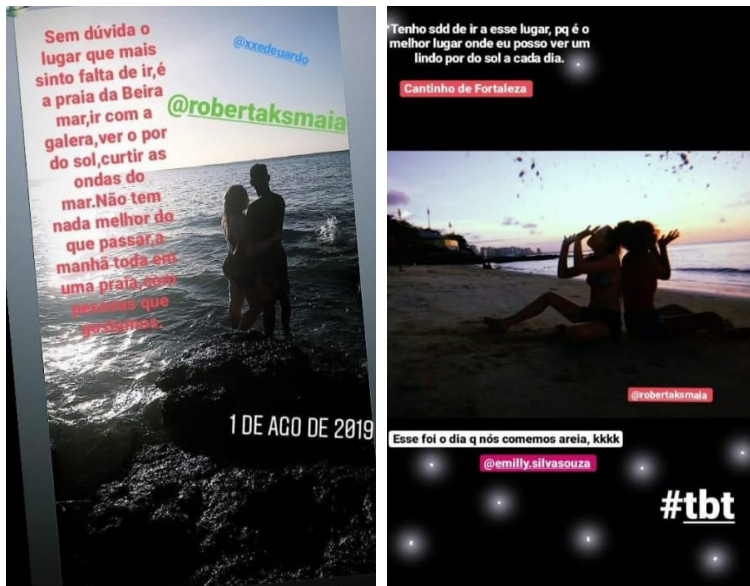 Sem dúvida o
lugar que mais
sinto falta de ir,é
a praia da Beira
mar,ir com a
galera,ver o por
do sol,curtir as
ondas do
mar.Não tem
nada melhor do
que passar,a
manhã toda em
uma praia,com
pessoas que
gostamos.
@xxedeuardo
@robertaksmaia
1 DE AGO DE 2019
Tenho sdd de ir a esse lugar, pq é o
melhor lugar onde eu posso ver um
lindo por do sol a cada dia.
Cantinho de Fortaleza
@robertaksmaia
Esse foi o dia q nós comemos areia, kkkk
@emilly.silvasouza
#tbt